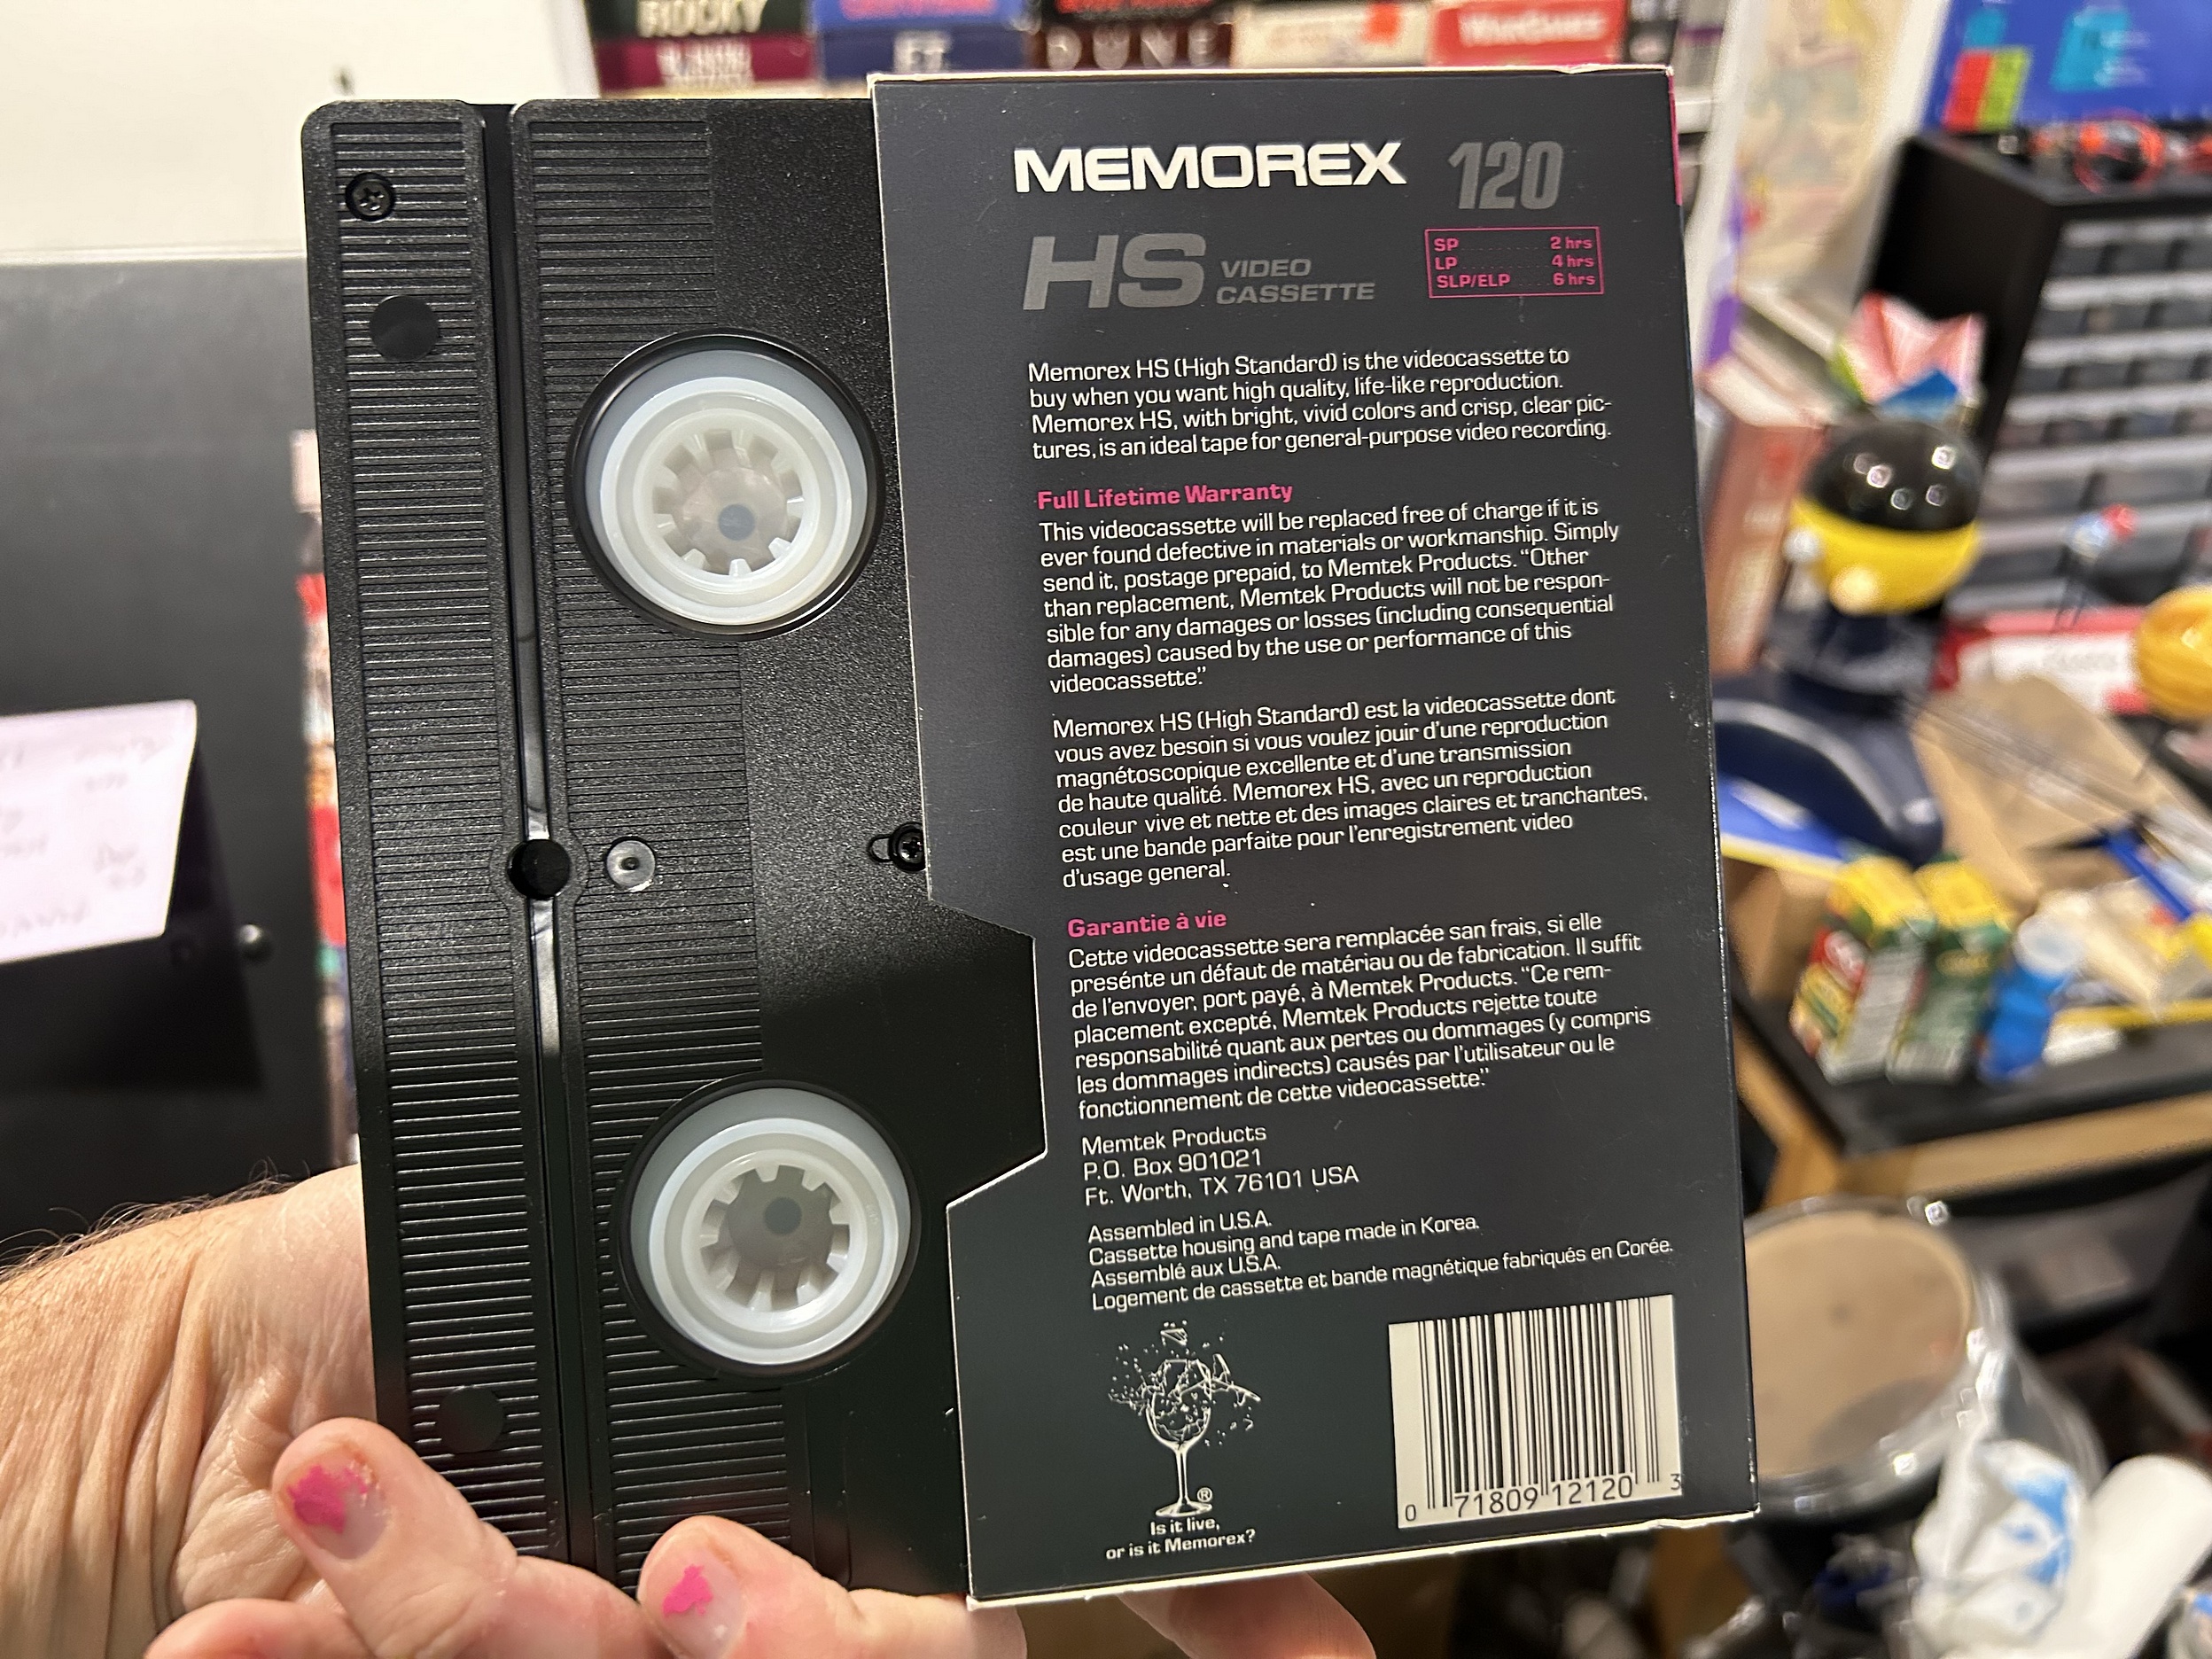 ROCKY
E.T.
DUNE
WARGAMES
MEMOREX 120
HS VIDEO
CASSETTE
SP 2 hrs
LP 4 hrs
SLP/ELP 6 hrs
Memorex HS (High Standard) is the videocassette to
buy when you want high quality, life-like reproduction.
Memorex HS, with bright, vivid colors and crisp, clear pic-
tures, is an ideal tape for general-purpose video recording.
Full Lifetime Warranty
This videocassette will be replaced free of charge if it is
ever found defective in materials or workmanship. Simply
send it, postage prepaid, to Memtek Products. “Other
than replacement, Memtek Products will not be respon-
sible for any damages or losses (including consequential
damages) caused by the use or performance of this
videocassette.”
Memorex HS (High Standard) est la videocassette dont
vous avez besoin si vous voulez jouir d’une reproduction
magnétoscopique excellente et d’une transmission
de haute qualité. Memorex HS, avec un reproduction
couleur vive et nette et des images claires et tranchantes,
est une bande parfaite pour l’enregistrement video
d’usage general.
Garantie à vie
Cette videocassette sera remplacée san frais, si elle
presénte un défaut de matériau ou de fabrication. Il suffit
de l’envoyer, port payé, à Memtek Products. “Ce rem-
placement excepté, Memtek Products rejette toute
responsabilité quant aux pertes ou dommages (y compris
les dommages indirects) causés par l’utilisateur ou le
fonctionnement de cette videocassette.”
Memtek Products
P.O. Box 901021
Ft. Worth, TX 76101 USA
Assembled in U.S.A.
Cassette housing and tape made in Korea.
Assemblé aux U.S.A.
Logement de cassette et bande magnétique fabriqués en Corée.
®
Is it live,
or is it Memorex?
0 71809 12120 3